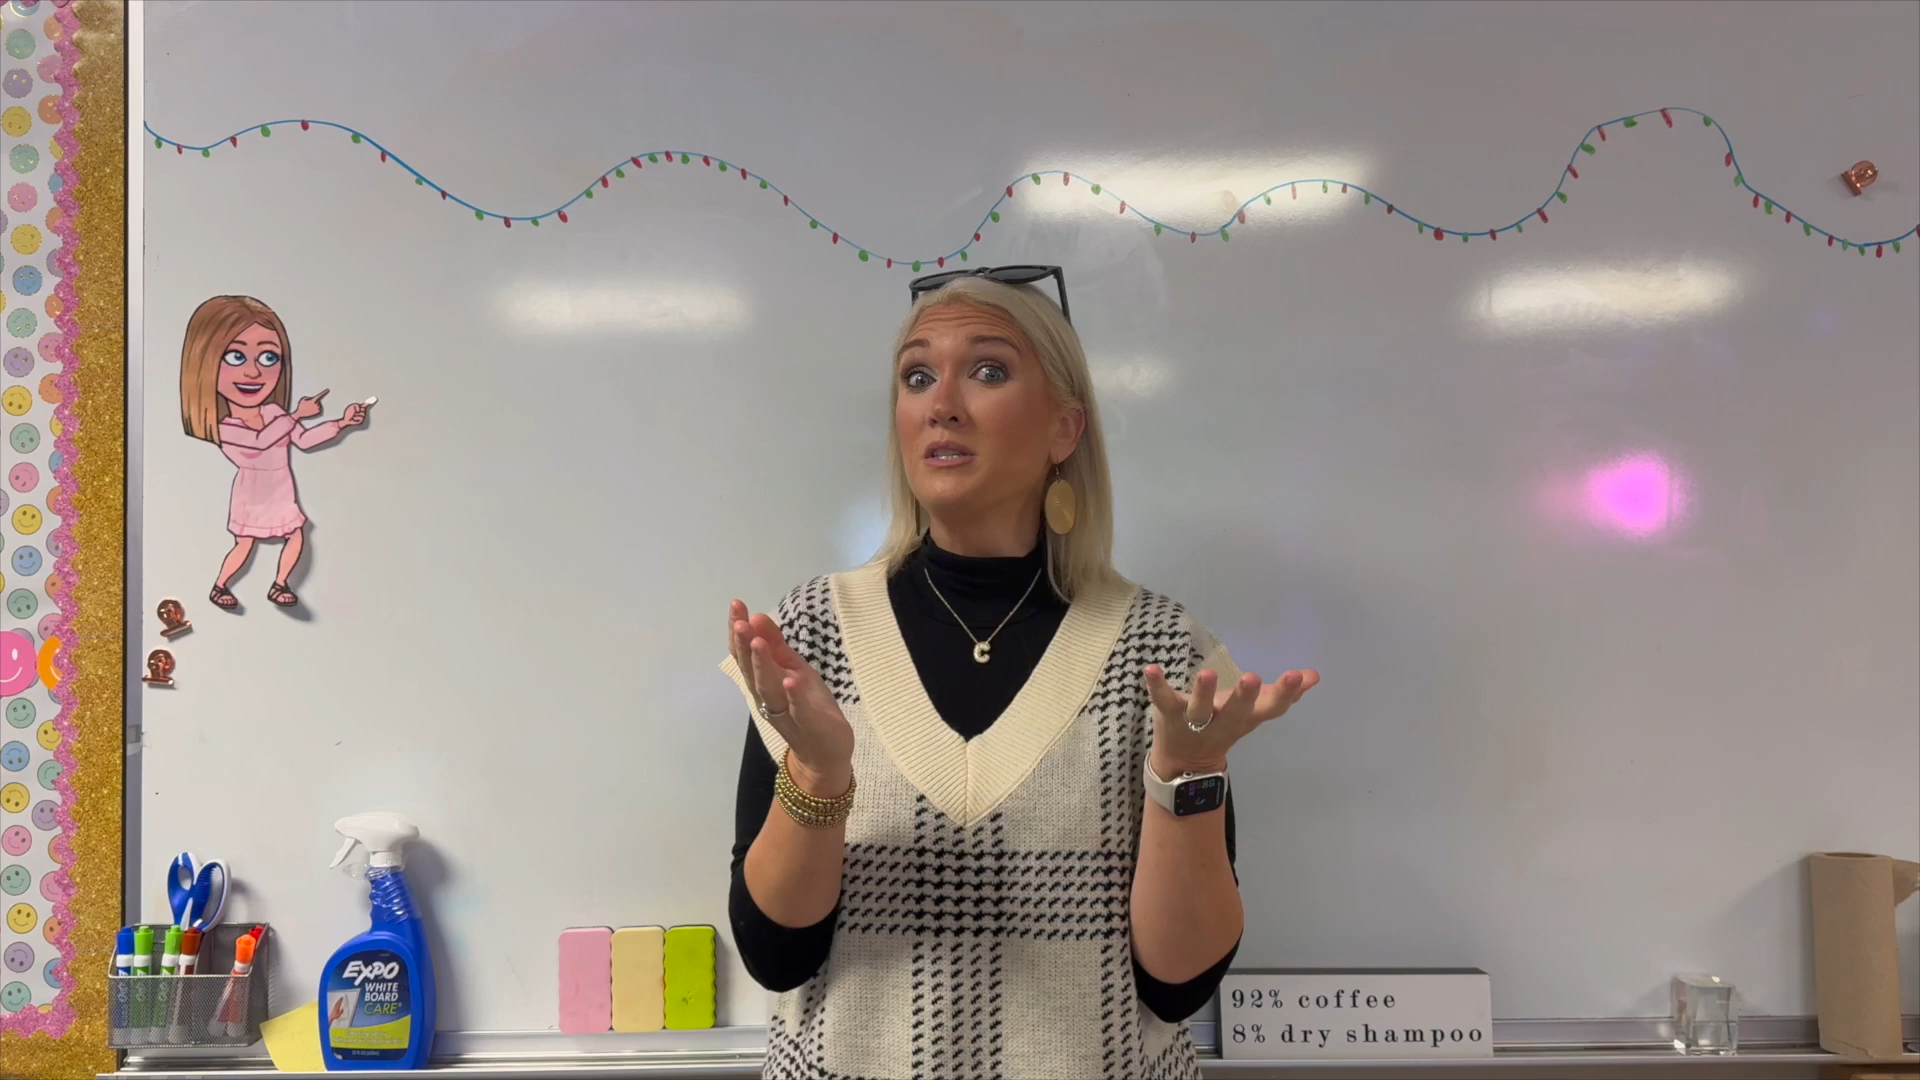 C
EXPO
WHITE
BOARD
CARE
92% coffee
8% dry shampoo